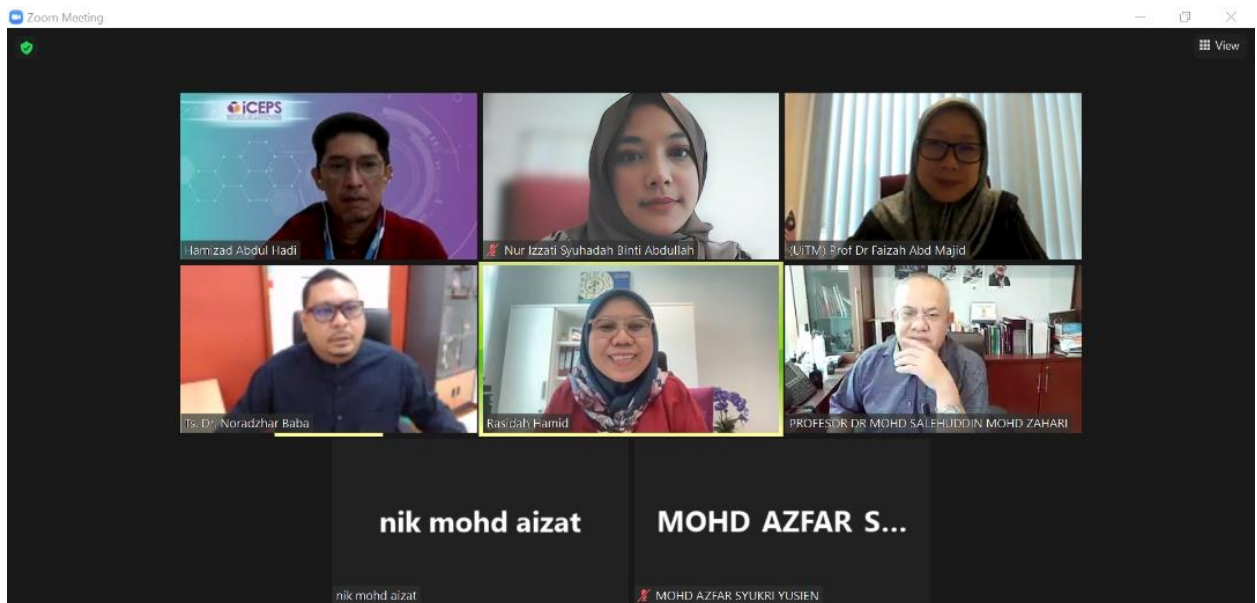 Zoom Meeting
View
iCEPS
Hamizad Abdul Hadi
Nur Izzati Syuhadah Binti Abdullah
(UiTM) Prof Dr Faizah Abd Majid
Ts. Dr. Noradzhar Baba
Rasidah Hamid
PROFESOR DR MOHD SALEHUDDIN MOHD ZAHARI
nik mohd aizat
MOHD AZFAR S...
nik mohd aizat
MOHD AZFAR SYUKRI YUSIEN